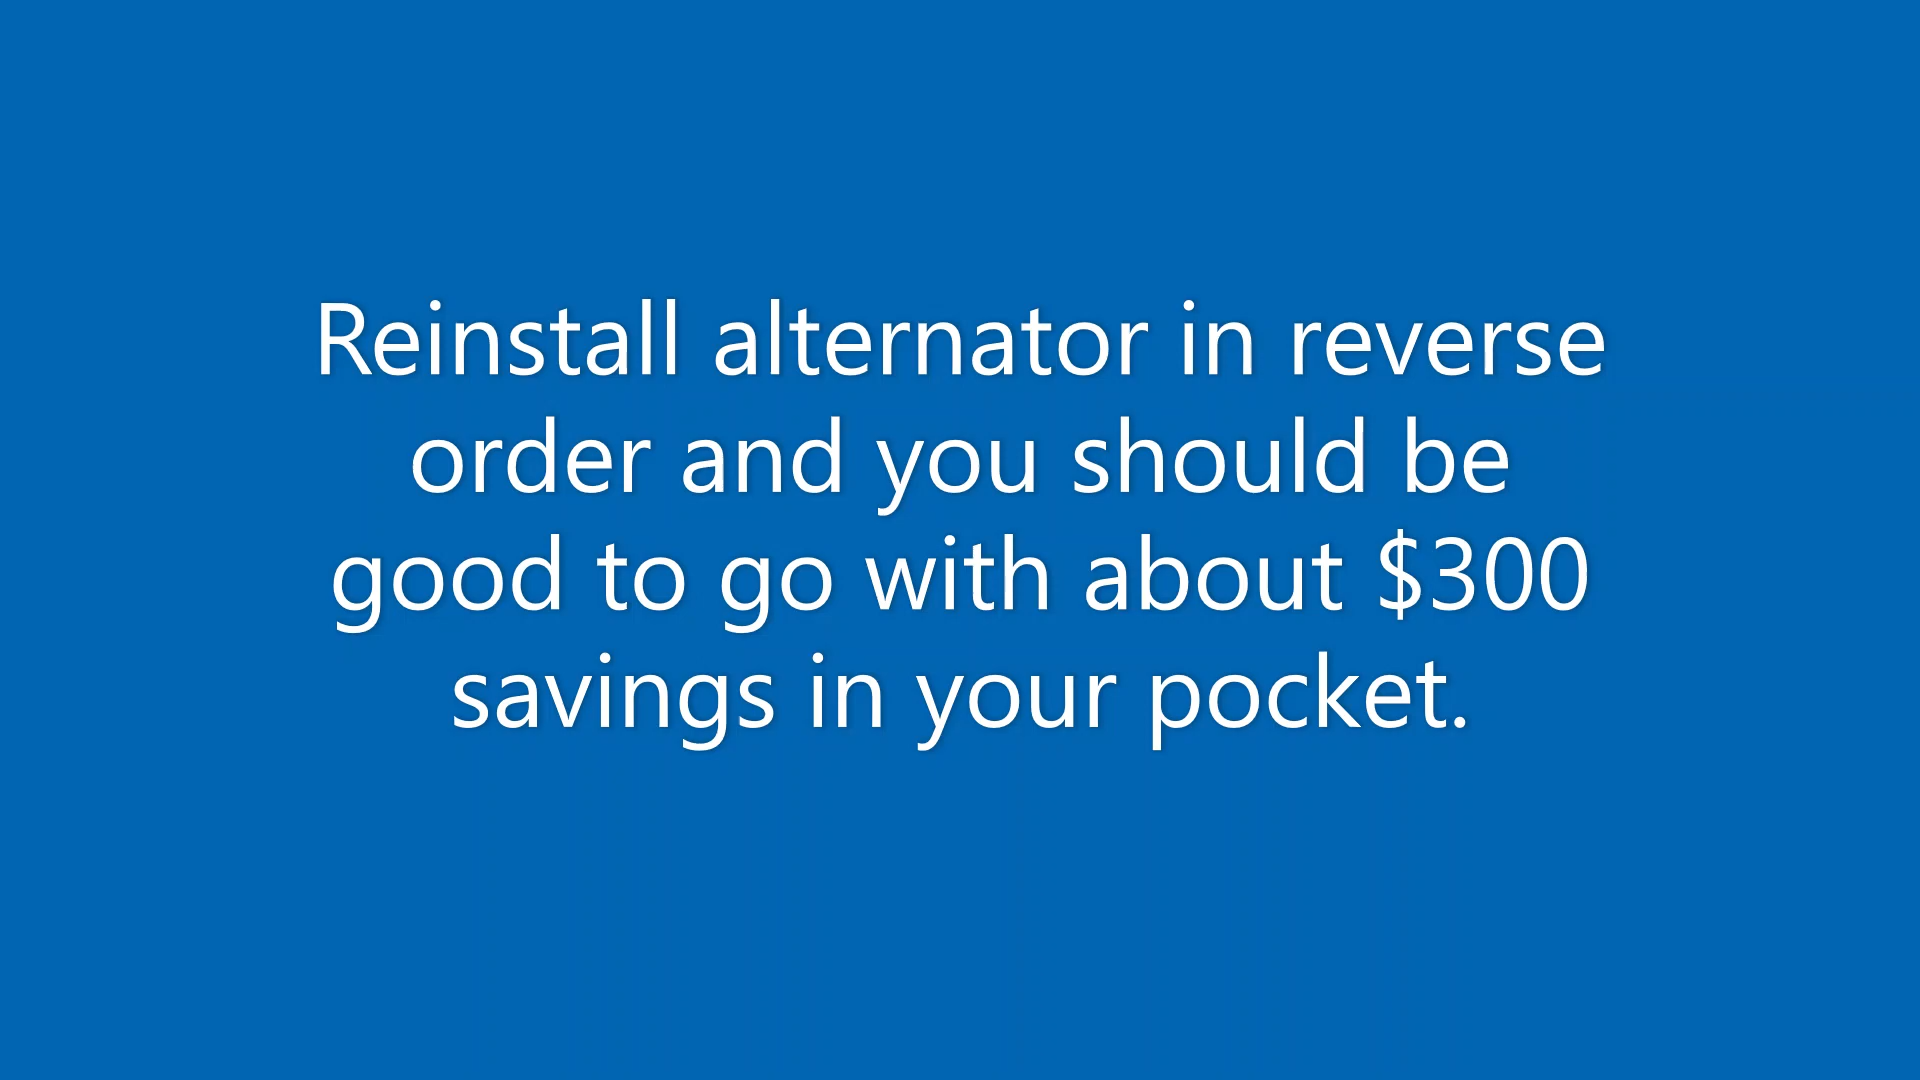 Reinstall alternator in reverse
order and you should be
good to go with about $300
savings in your pocket.